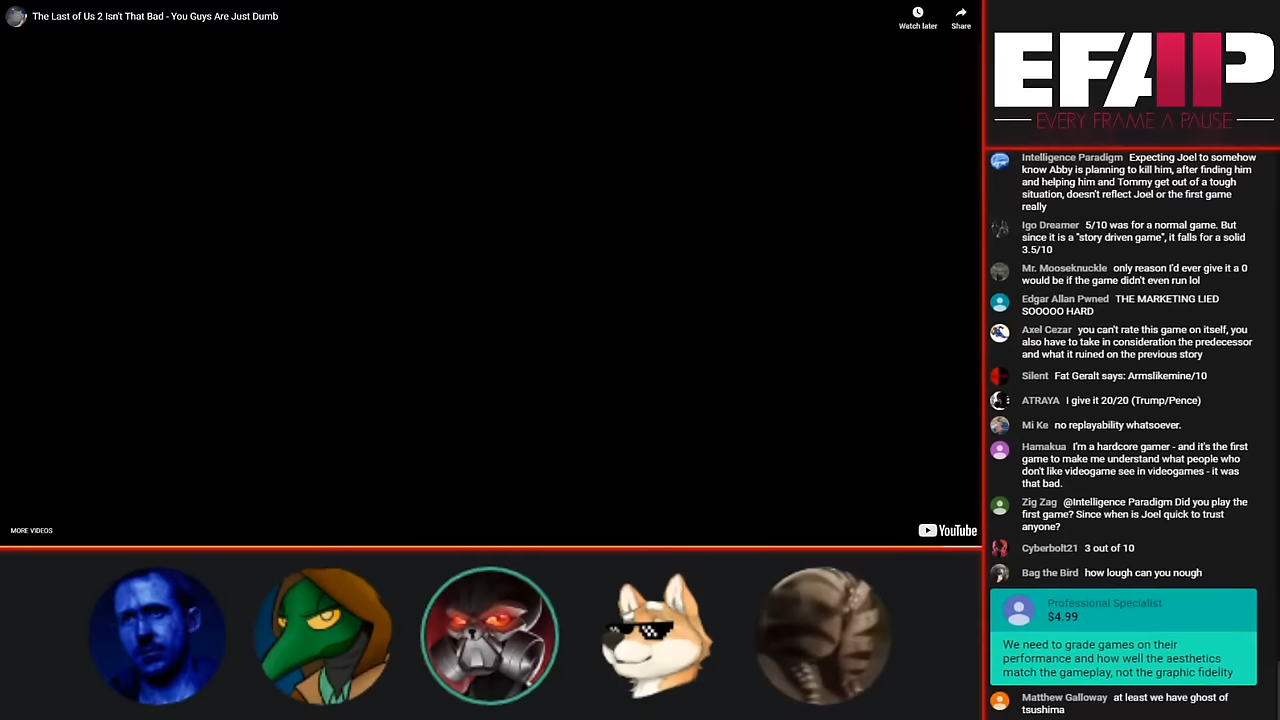 The Last of Us 2 Isn't That Bad - You Guys Are Just Dumb
Watch later
Share
MORE VIDEOS
YouTube
EFAP
EVERY FRAME A PAUSE
Intelligence Paradigm Expecting Joel to somehow
know Abby is planning to kill him, after finding him
and helping him and Tommy get out of a tough
situation, doesn't reflect Joel or the first game
really
Igo Dreamer 5/10 was for a normal game. But
since it is a "story driven game", it falls for a solid
3.5/10
Mr. Mooseknuckle only reason I'd ever give it a 0
would be if the game didn't even run lol
Edgar Allan Pwned THE MARKETING LIED
SOOOOO HARD
Axel Cezar you can't rate this game on itself, you
also have to take in consideration the predecessor
and what it ruined on the previous story
Silent Fat Geralt says: Armslikemine/10
ATRAYA I give it 20/20 (Trump/Pence)
Mi Ke no replayability whatsoever.
Hamakua I'm a hardcore gamer - and it's the first
game to make me understand what people who
don't like videogame see in videogames - it was
that bad.
Zig Zag @Intelligence Paradigm Did you play the
first game? Since when is Joel quick to trust
anyone?
Cyberbolt21 3 out of 10
Bag the Bird how lough can you nough
Professional Specialist
$4.99
We need to grade games on their
performance and how well the aesthetics
match the gameplay, not the graphic fidelity
Matthew Galloway at least we have ghost of
tsushima